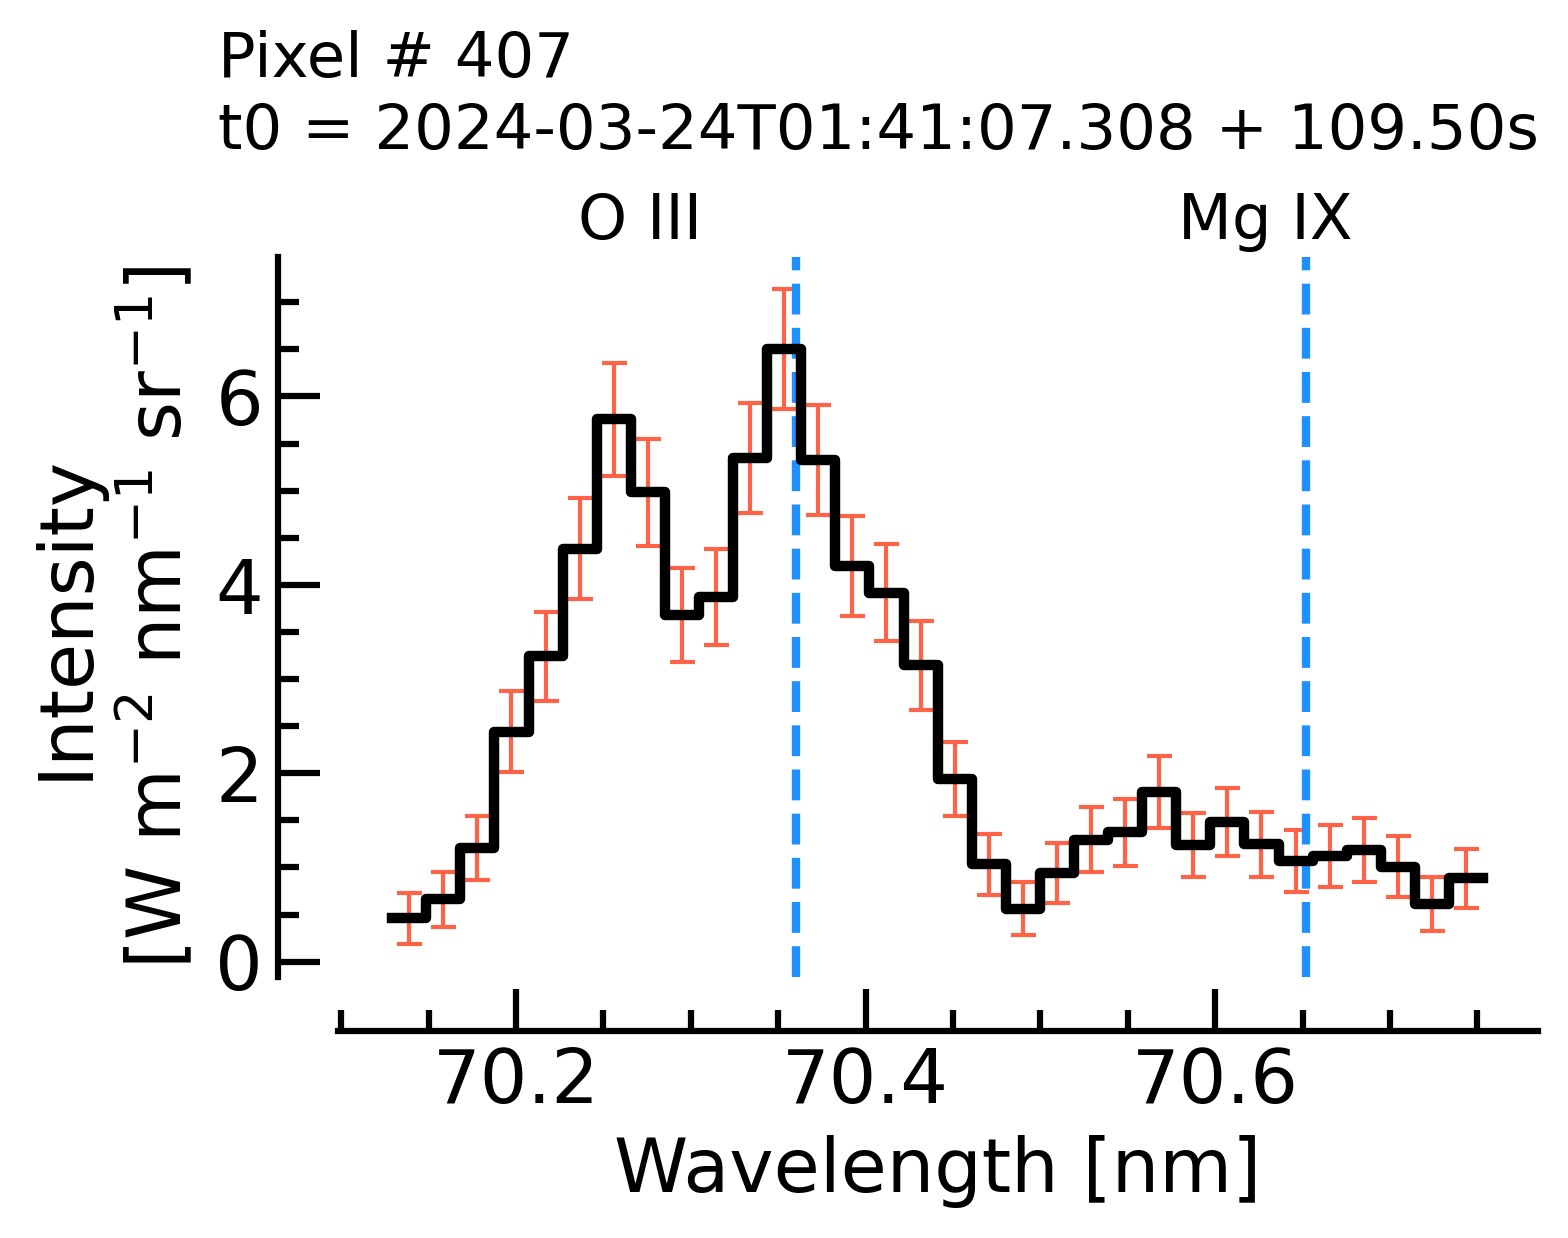 Pixel # 407
t0 = 2024-03-24T01:41:07.308 + 109.50s
O III
Mg IX
Intensity
[W m⁻² nm⁻¹ sr⁻¹]
6
4
2
0
70.2
70.4
70.6
Wavelength [nm]